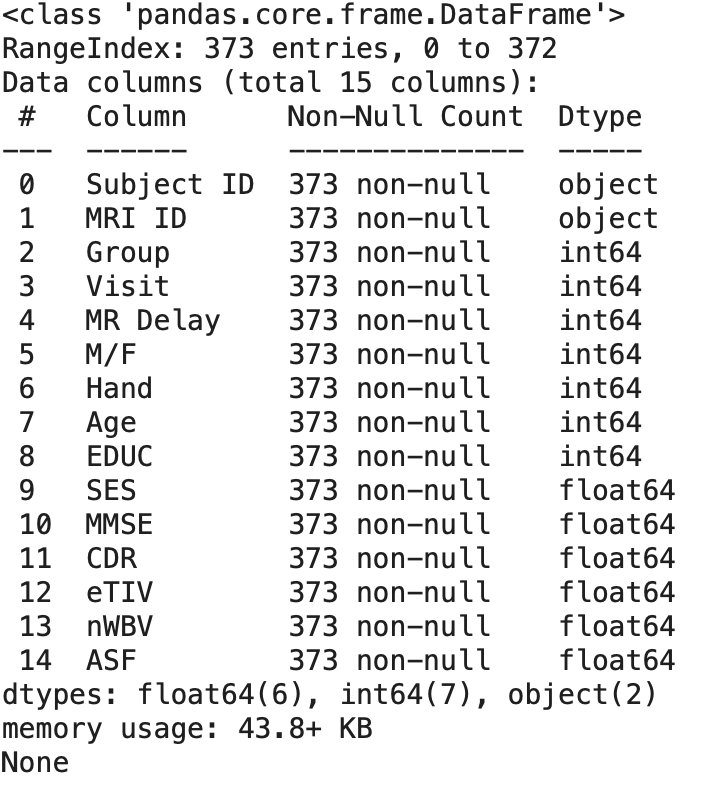 <class 'pandas.core.frame.DataFrame'>
RangeIndex: 373 entries, 0 to 372
Data columns (total 15 columns):
 #   Column      Non-Null Count  Dtype
---  ------      --------------  -----
 0   Subject ID  373 non-null    object
 1   MRI ID      373 non-null    object
 2   Group       373 non-null    int64
 3   Visit       373 non-null    int64
 4   MR Delay    373 non-null    int64
 5   M/F         373 non-null    int64
 6   Hand        373 non-null    int64
 7   Age         373 non-null    int64
 8   EDUC        373 non-null    int64
 9   SES         373 non-null    float64
 10  MMSE        373 non-null    float64
 11  CDR         373 non-null    float64
 12  eTIV        373 non-null    float64
 13  nWBV        373 non-null    float64
 14  ASF         373 non-null    float64
dtypes: float64(6), int64(7), object(2)
memory usage: 43.8+ KB
None